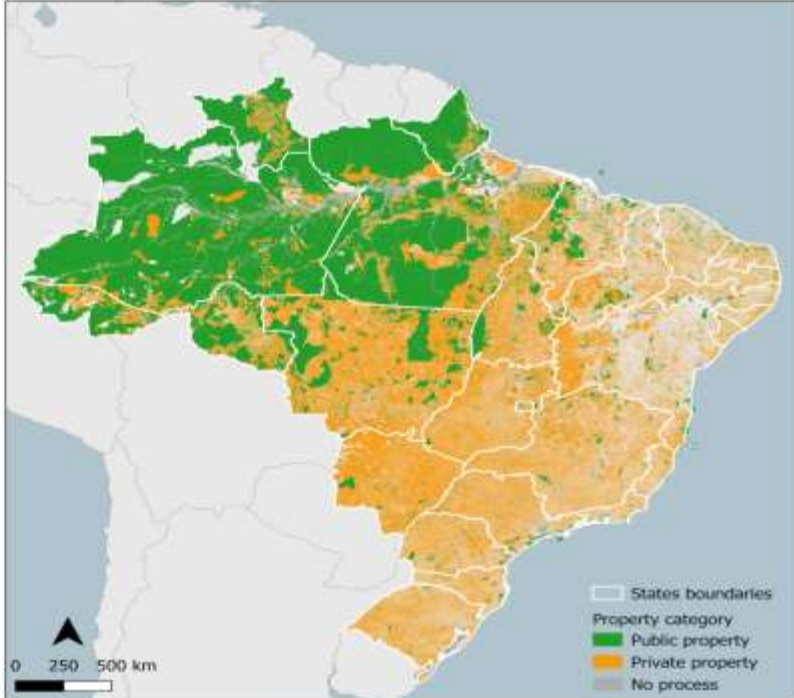 States boundaries
Property category
Public property
Private property
No process
0 250 500 km